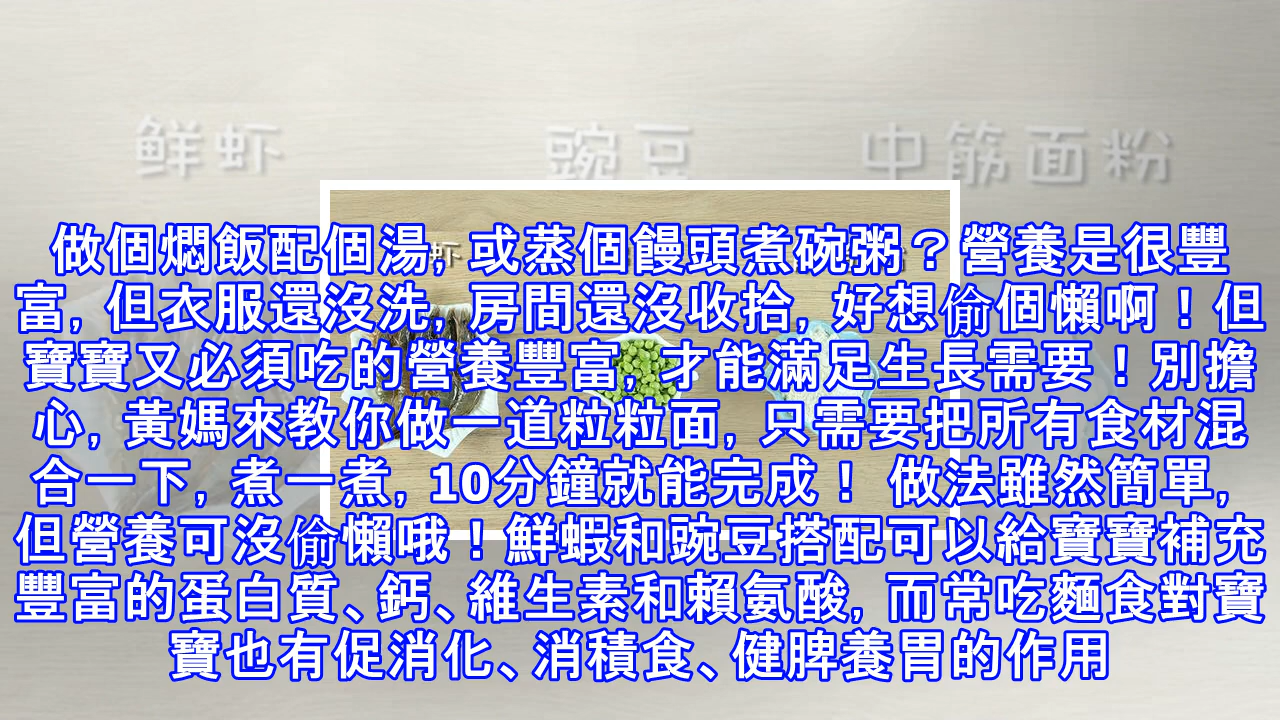 鲜虾 豌豆 中筋面粉
虾
做個燜飯配個湯, 或蒸個饅頭煮碗粥？營養是很豐
富, 但衣服還沒洗, 房間還沒收拾, 好想偷個懶啊！但
寶寶又必須吃的營養豐富, 才能滿足生長需要！別擔
心, 黃媽來教你做一道粒粒面, 只需要把所有食材混
合一下, 煮一煮, 10分鐘就能完成！ 做法雖然簡單,
但營養可沒偷懶哦！鮮蝦和豌豆搭配可以給寶寶補充
豐富的蛋白質、鈣、維生素和賴氨酸, 而常吃麵食對寶
寶也有促消化、消積食、健脾養胃的作用